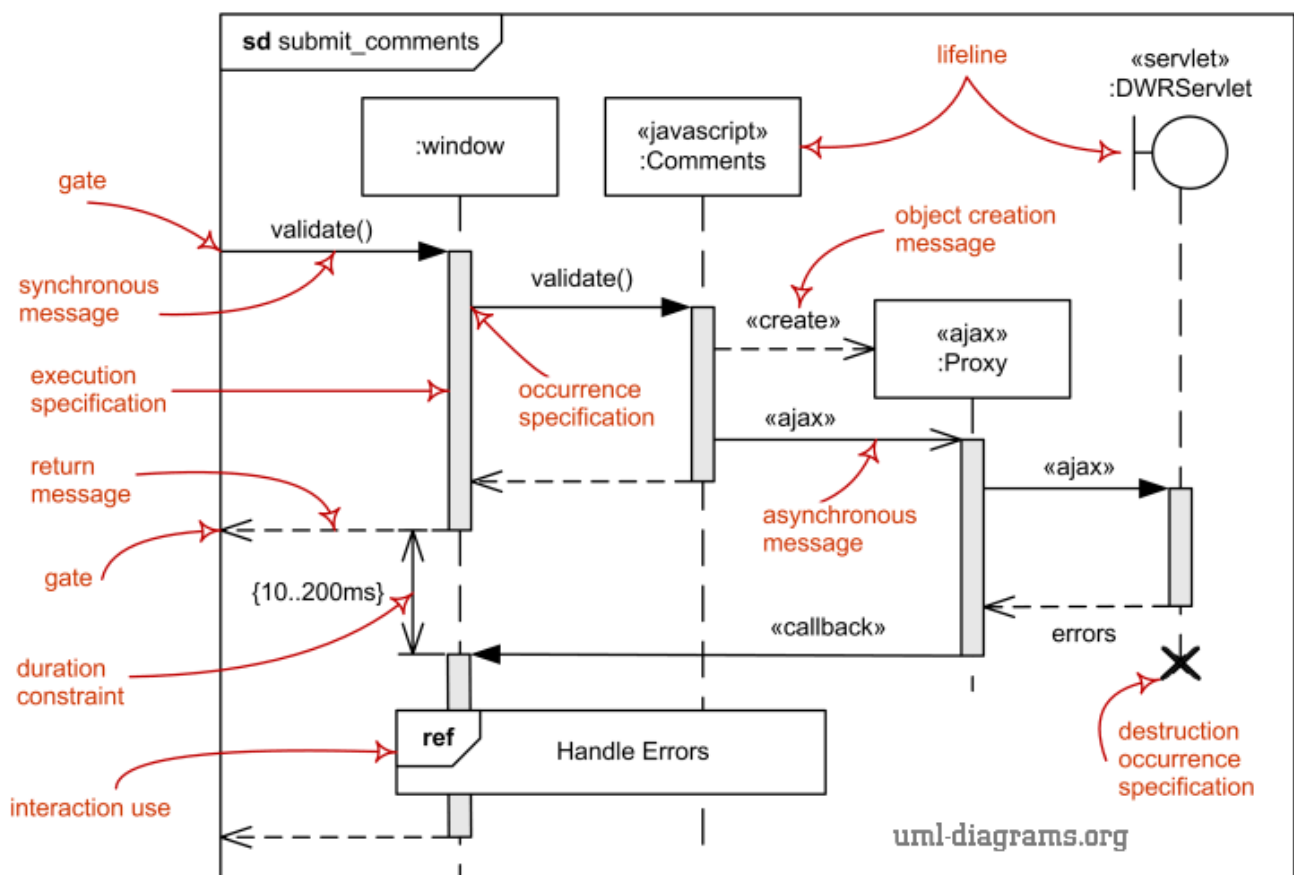 sd submit_comments
lifeline
«servlet»
:DWRServlet
:window
«javascript»
:Comments
gate
validate()
object creation
message
synchronous
message
validate()
«create»
«ajax»
:Proxy
execution
specification
occurrence
specification
«ajax»
return
message
«ajax»
asynchronous
message
gate
{10..200ms}
«callback»
errors
duration
constraint
ref
Handle Errors
destruction
occurrence
specification
interaction use
uml-diagrams.org